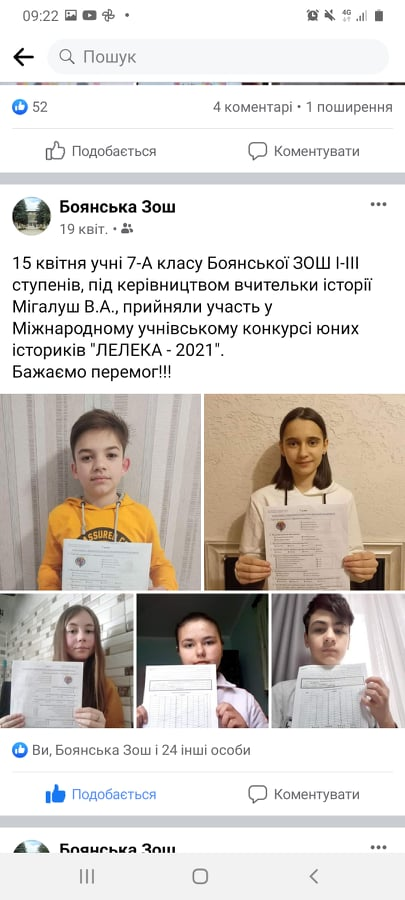 09:22
4G
Пошук
52
4 коментарі • 1 поширення
Подобається
Коментувати
Боянська Зош
19 квіт. •
15 квітня учні 7-А класу Боянської ЗОШ І-ІІІ
ступенів, під керівництвом вчительки історії
Мігалуш В.А., прийняли участь у
Міжнародному учнівському конкурсі юних
істориків "ЛЕЛЕКА - 2021".
Бажаємо перемог!!!
Ви, Боянська Зош і 24 інші особи
Подобається
Коментувати
Боянська Зош